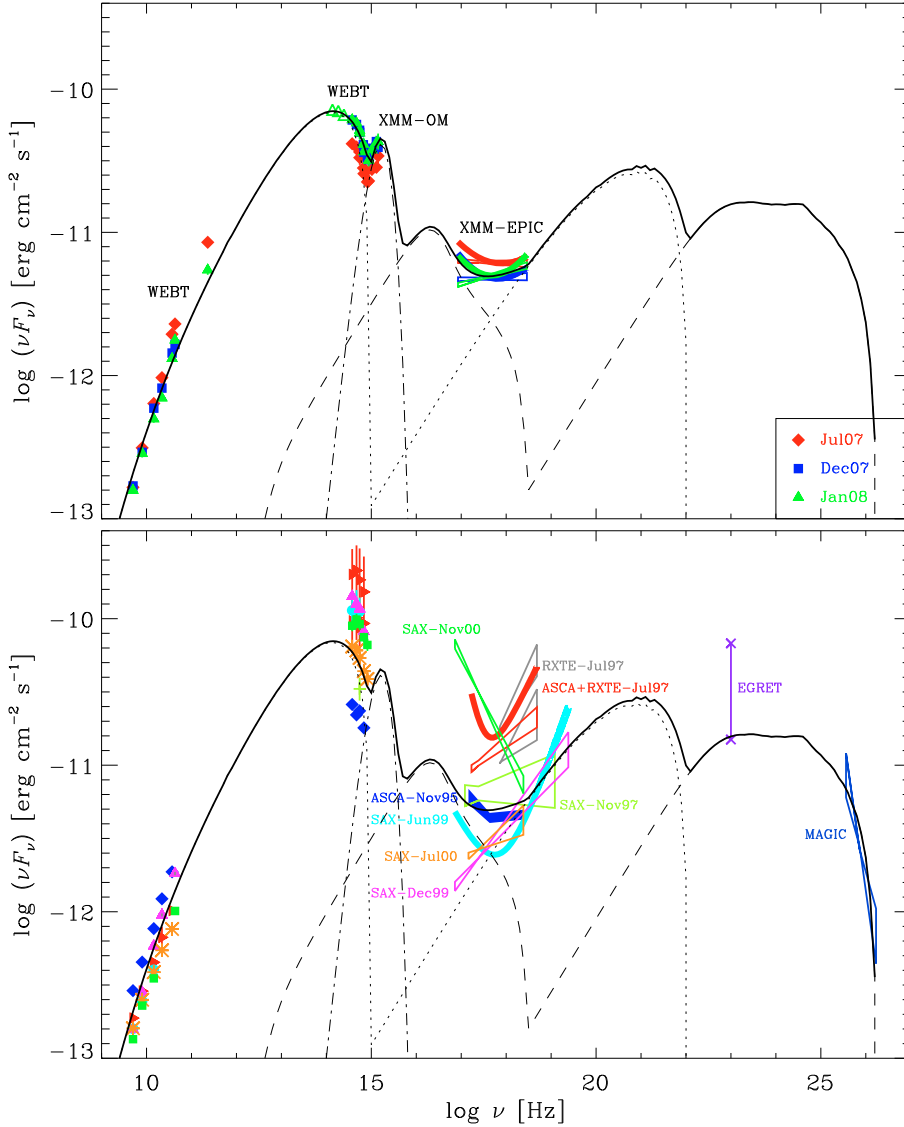 log (νFν) [erg cm⁻² s⁻¹]
−10
−11
−12
−13
WEBT
XMM−OM
XMM−EPIC
WEBT
Jul07
Dec07
Jan08
log (νFν) [erg cm⁻² s⁻¹]
−10
−11
−12
−13
SAX−Nov00
RXTE−Jul97
ASCA+RXTE−Jul97
EGRET
ASCA−Nov95
SAX−Nov97
SAX−Jun99
MAGIC
SAX−Jul00
SAX−Dec99
10 15 20 25
log ν [Hz]